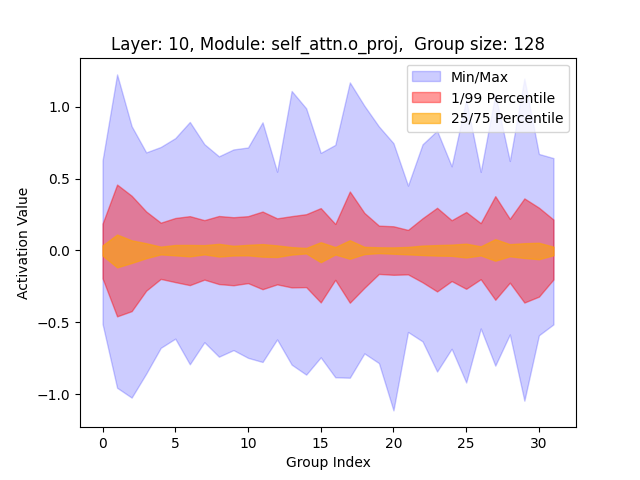 Layer: 10, Module: self_attn.o_proj,  Group size: 128
Min/Max
1/99 Percentile
25/75 Percentile
Activation Value
1.0
0.5
0.0
−0.5
−1.0
0 5 10 15 20 25 30
Group Index